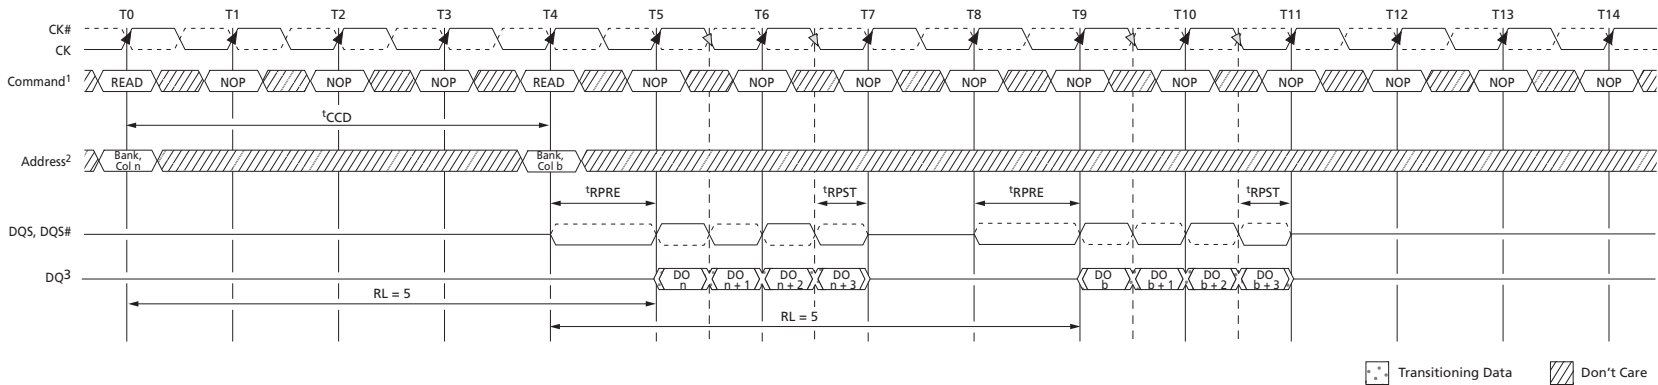 T0 T1 T2 T3 T4 T5 T6 T7 T8 T9 T10 T11 T12 T13 T14
CK#
CK
Command1 READ NOP NOP NOP READ NOP NOP NOP NOP NOP NOP NOP NOP NOP NOP
tCCD
Address2 Bank, Col n Bank, Col b
tRPRE tRPST tRPRE tRPST
DQS, DQS#
DQ3 DO n DO n + 1 DO n + 2 DO n + 3 DO b DO b + 1 DO b + 2 DO b + 3
RL = 5
RL = 5
Transitioning Data Don't Care